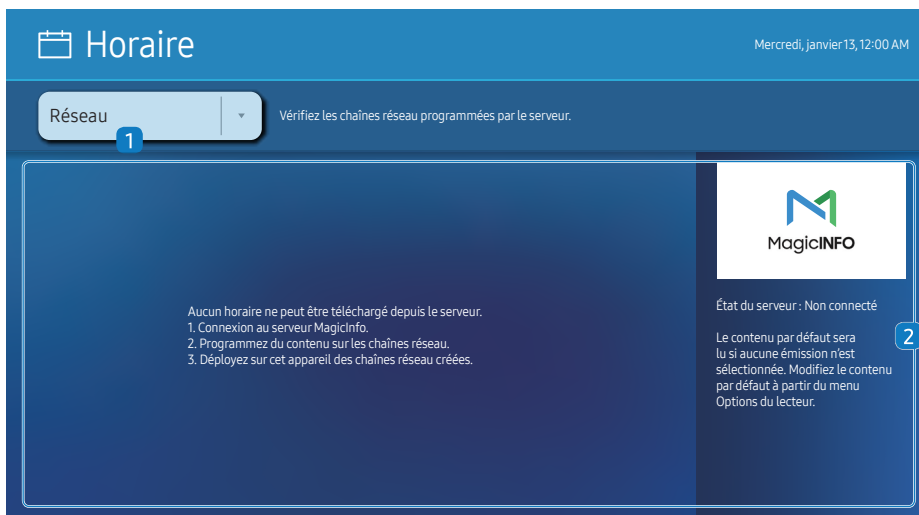 Horaire
Mercredi, janvier 13, 12:00 AM
Réseau
1
Vérifiez les chaînes réseau programmées par le serveur.
MagicINFO
Aucun horaire ne peut être téléchargé depuis le serveur.
1. Connexion au serveur MagicInfo.
2. Programmez du contenu sur les chaînes réseau.
3. Déployez sur cet appareil des chaînes réseau créées.
État du serveur : Non connecté
Le contenu par défaut sera
lu si aucune émission n'est
sélectionnée. Modifiez le contenu
par défaut à partir du menu
Options du lecteur.
2